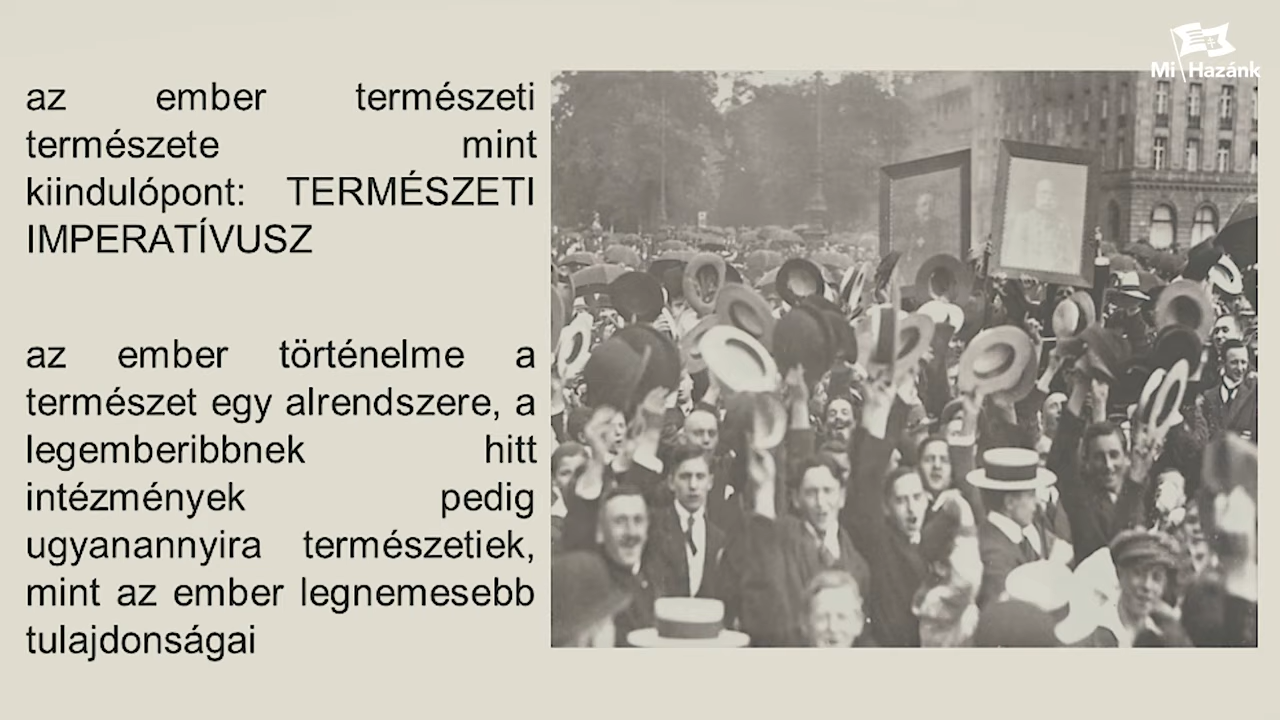 az ember természeti
természete mint
kiindulópont: TERMÉSZETI
IMPERATÍVUSZ
az ember történelme a
természet egy alrendszere, a
legemberibbnek hitt
intézmények pedig
ugyanannyira természetiek,
mint az ember legnemesebb
tulajdonságai
Mi Hazánk